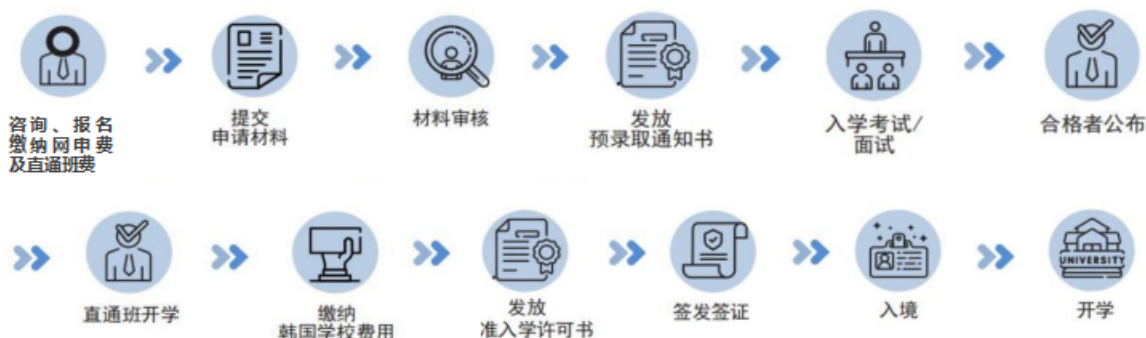 咨询、报名
缴纳网申费
及直通班费
提交
申请材料
材料审核
发放
预录取通知书
入学考试/
面试
合格者公布
直通班开学
缴纳
韩国学校费用
发放
准入学许可书
签发签证
入境
UNIVERSITY
开学